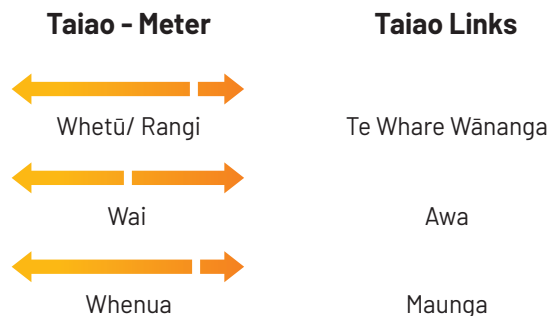 Taiao - Meter
Taiao Links
Whetū/ Rangi
Te Whare Wānanga
Wai
Awa
Whenua
Maunga